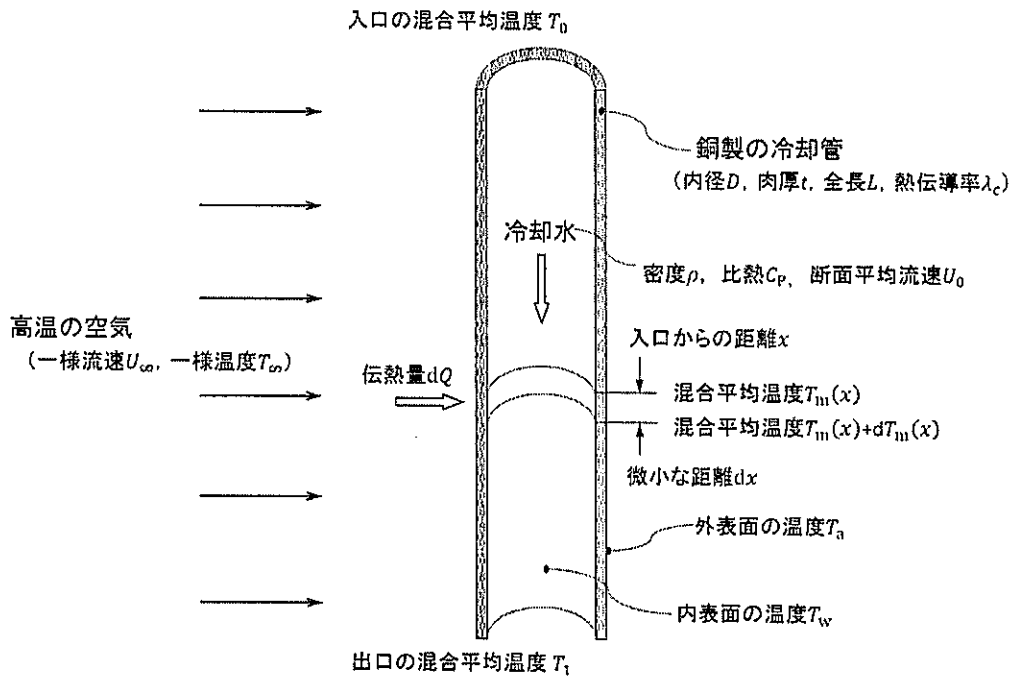 入口の混合平均温度 T₀
銅製の冷却管
(内径D, 肉厚t, 全長L, 熱伝導率λc)
冷却水
密度ρ, 比熱CP, 断面平均流速U₀
高温の空気
(一様流速U∞, 一様温度T∞)
入口からの距離x
伝熱量dQ
混合平均温度Tm(x)
混合平均温度Tm(x)+dTm(x)
微小な距離dx
外表面の温度Ta
内表面の温度Tw
出口の混合平均温度 T₁